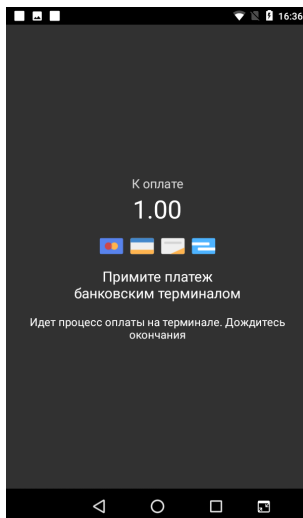 16:36
К оплате
1.00
Примите платеж
банковским терминалом
Идет процесс оплаты на терминале. Дождитесь
окончания